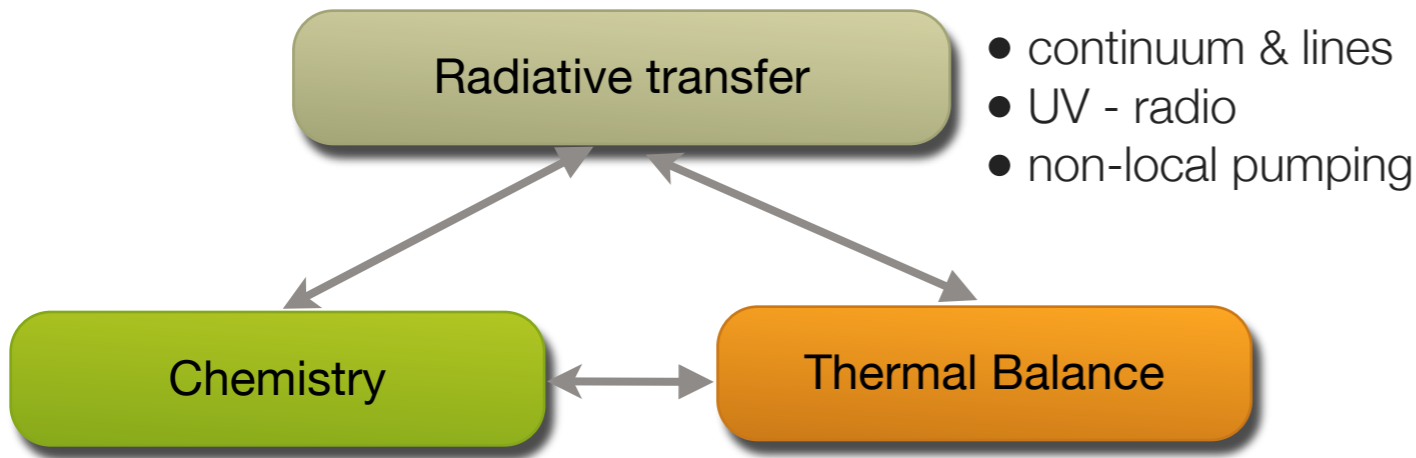 Radiative transfer
● continuum & lines
● UV - radio
● non-local pumping
Chemistry
Thermal Balance